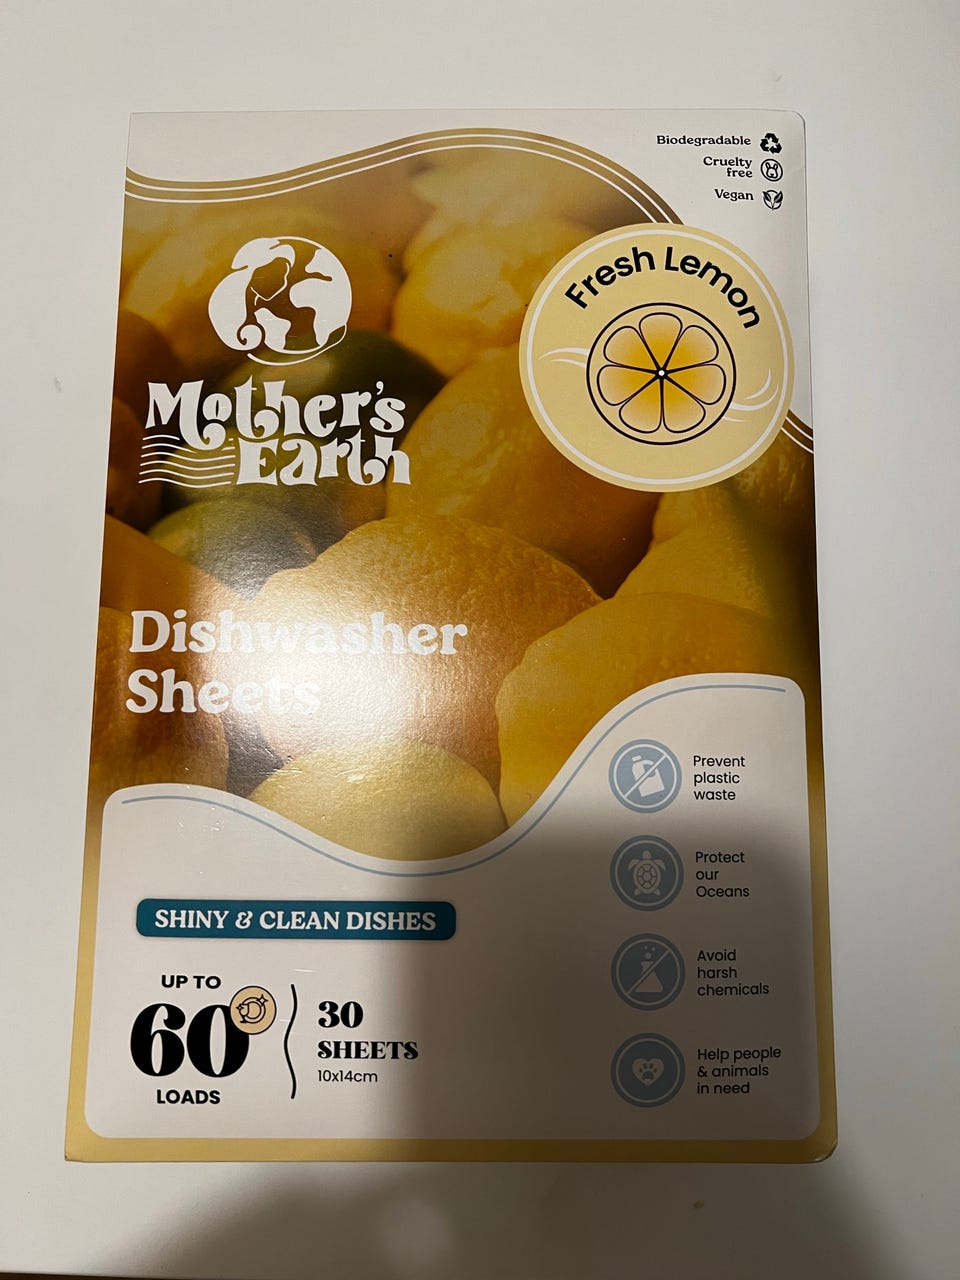 Biodegradable
Cruelty
free
Vegan
Fresh Lemon
Mother's
Earth
Dishwasher
Sheets
Prevent
plastic
waste
Protect
our
Oceans
Avoid
harsh
chemicals
Help people
& animals
in need
SHINY & CLEAN DISHES
UP TO
60
LOADS
30
SHEETS
10x14cm